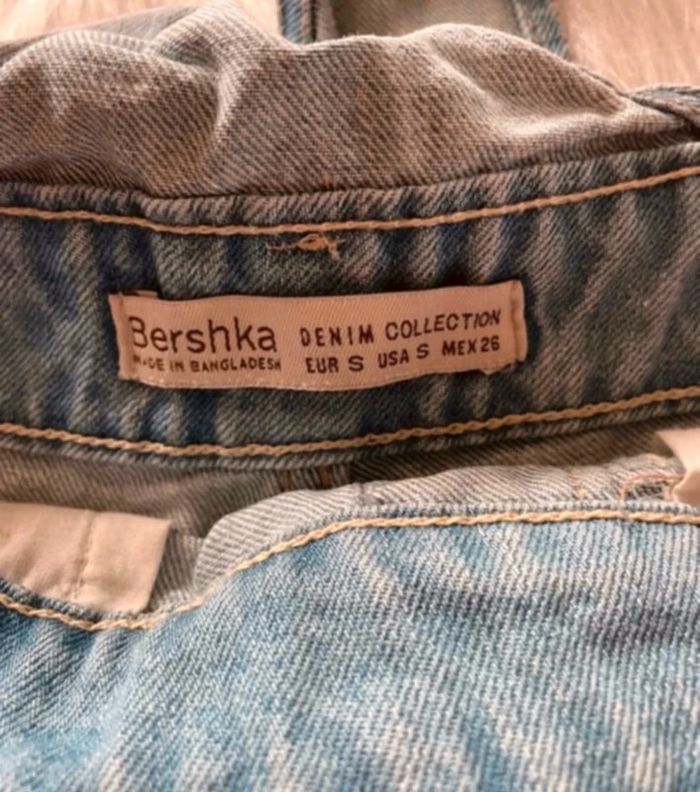 Bershka DENIM COLLECTION
MADE IN BANGLADESH EUR S USA S MEX 26